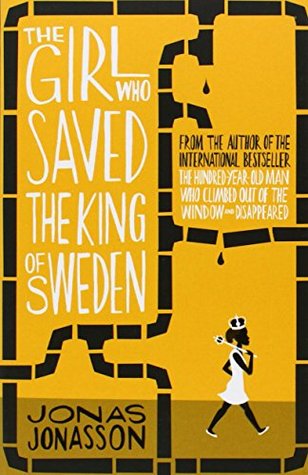 THE
GIRL WHO
SAVED
THE KING
OF SWEDEN
FROM THE AUTHOR OF THE
INTERNATIONAL BESTSELLER
THE HUNDRED-YEAR-OLD MAN
WHO CLIMBED OUT OF THE
WINDOW AND DISAPPEARED
JONAS
JONASSON